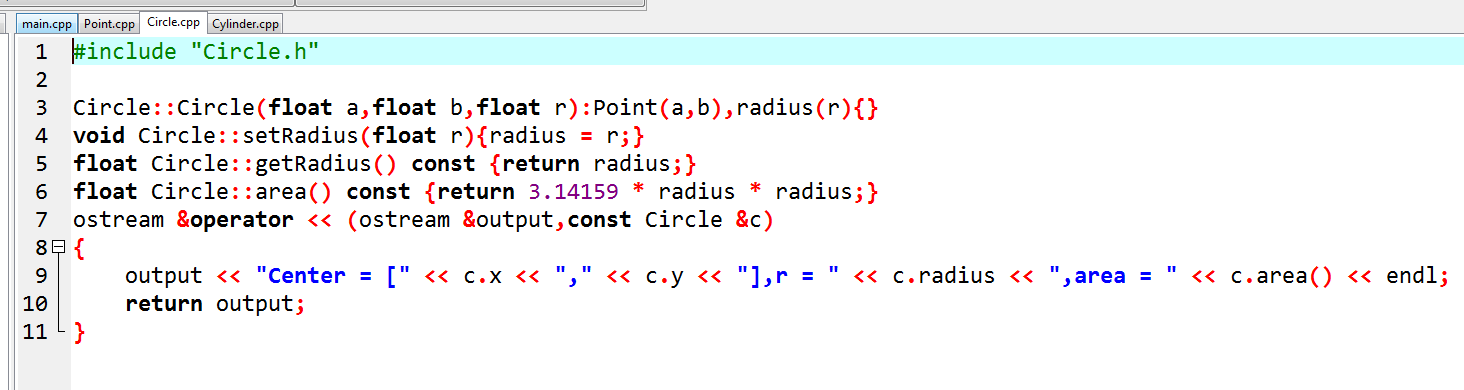 main.cpp Point.cpp Circle.cpp Cylinder.cpp
1 #include "Circle.h"
2
3 Circle::Circle(float a,float b,float r):Point(a,b),radius(r){}
4 void Circle::setRadius(float r){radius = r;}
5 float Circle::getRadius() const {return radius;}
6 float Circle::area() const {return 3.14159 * radius * radius;}
7 ostream &operator << (ostream &output,const Circle &c)
8 {
9     output << "Center = [" << c.x << "," << c.y << "],r = " << c.radius << ",area = " << c.area() << endl;
10     return output;
11 }